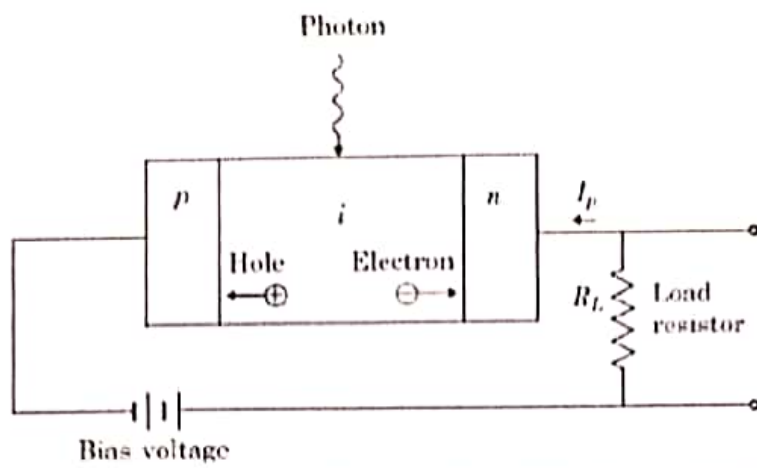 Photon
p
i
n
I_p
Hole
Electron
⊕
⊖
R_L
Load
resistor
Bias voltage